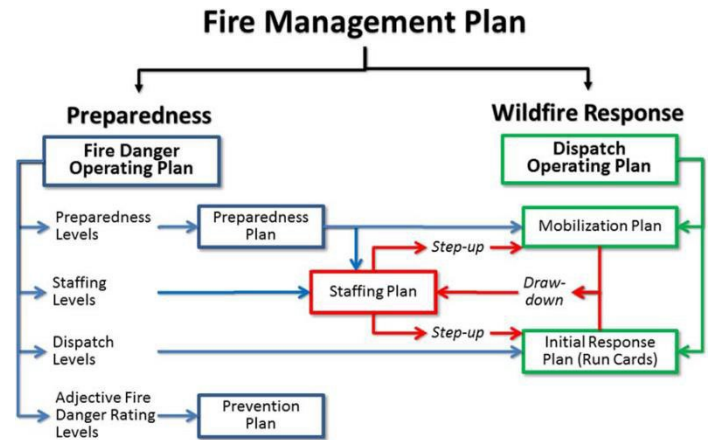 Fire Management Plan
Preparedness
Wildfire Response
Fire Danger
Operating Plan
Dispatch
Operating Plan
Preparedness
Levels
Preparedness
Plan
Step-up
Mobilization Plan
Staffing
Levels
Staffing Plan
Draw-
down
Dispatch
Levels
Step-up
Initial Response
Plan (Run Cards)
Adjective Fire
Danger Rating
Levels
Prevention
Plan